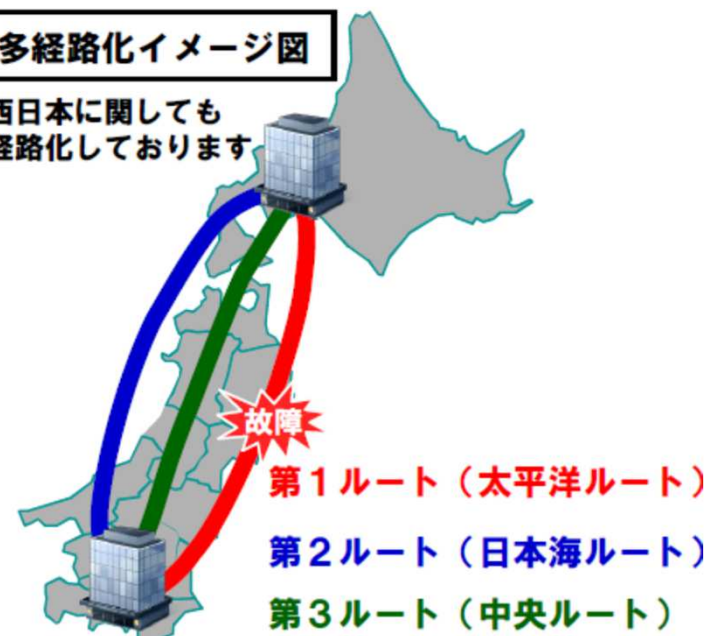 多経路化イメージ図
西日本に関しても
経路化しております
故障
第1ルート（太平洋ルート）
第2ルート（日本海ルート）
第3ルート（中央ルート）